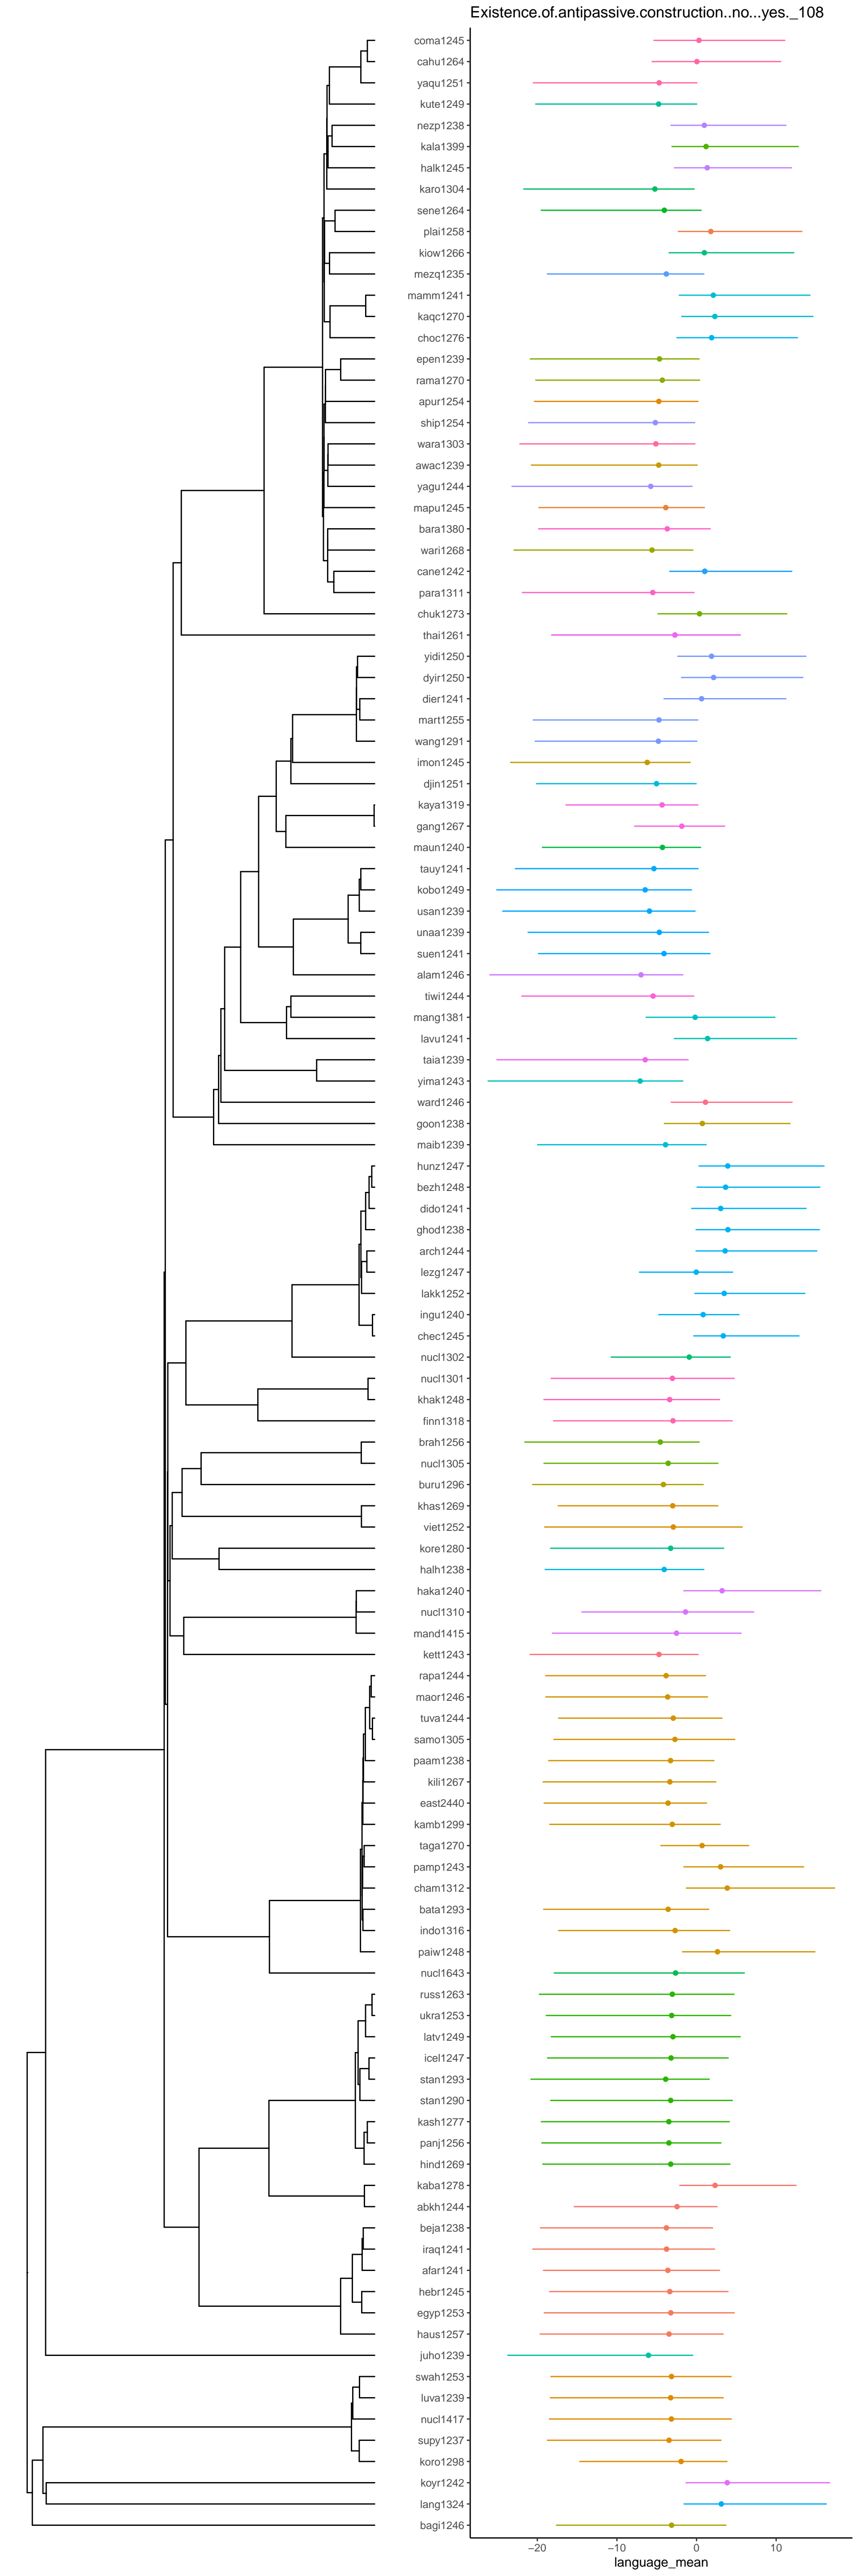 Existence.of.antipassive.construction..no...yes._108
coma1245
cahu1264
yaqu1251
kute1249
nezp1238
kala1399
halk1245
karo1304
sene1264
plai1258
kiow1266
mezq1235
mamm1241
kaqc1270
choc1276
epen1239
rama1270
apur1254
ship1254
wara1303
awac1239
yagu1244
mapu1245
bara1380
wari1268
cane1242
para1311
chuk1273
thai1261
yidi1250
dyir1250
dier1241
mart1255
wang1291
imon1245
djin1251
kaya1319
gang1267
maun1240
tauy1241
kobo1249
usan1239
unaa1239
suen1241
alam1246
tiwi1244
mang1381
lavu1241
taia1239
yima1243
ward1246
goon1238
maib1239
hunz1247
bezh1248
dido1241
ghod1238
arch1244
lezg1247
lakk1252
ingu1240
chec1245
nucl1302
nucl1301
khak1248
finn1318
brah1256
nucl1305
buru1296
khas1269
viet1252
kore1280
halh1238
haka1240
nucl1310
mand1415
kett1243
rapa1244
maor1246
tuva1244
samo1305
paam1238
kili1267
east2440
kamb1299
taga1270
pamp1243
cham1312
bata1293
indo1316
paiw1248
nucl1643
russ1263
ukra1253
latv1249
icel1247
stan1293
stan1290
kash1277
panj1256
hind1269
kaba1278
abkh1244
beja1238
iraq1241
afar1241
hebr1245
egyp1253
haus1257
juho1239
swah1253
luva1239
nucl1417
supy1237
koro1298
koyr1242
lang1324
bagi1246
−20 −10 0 10
language_mean